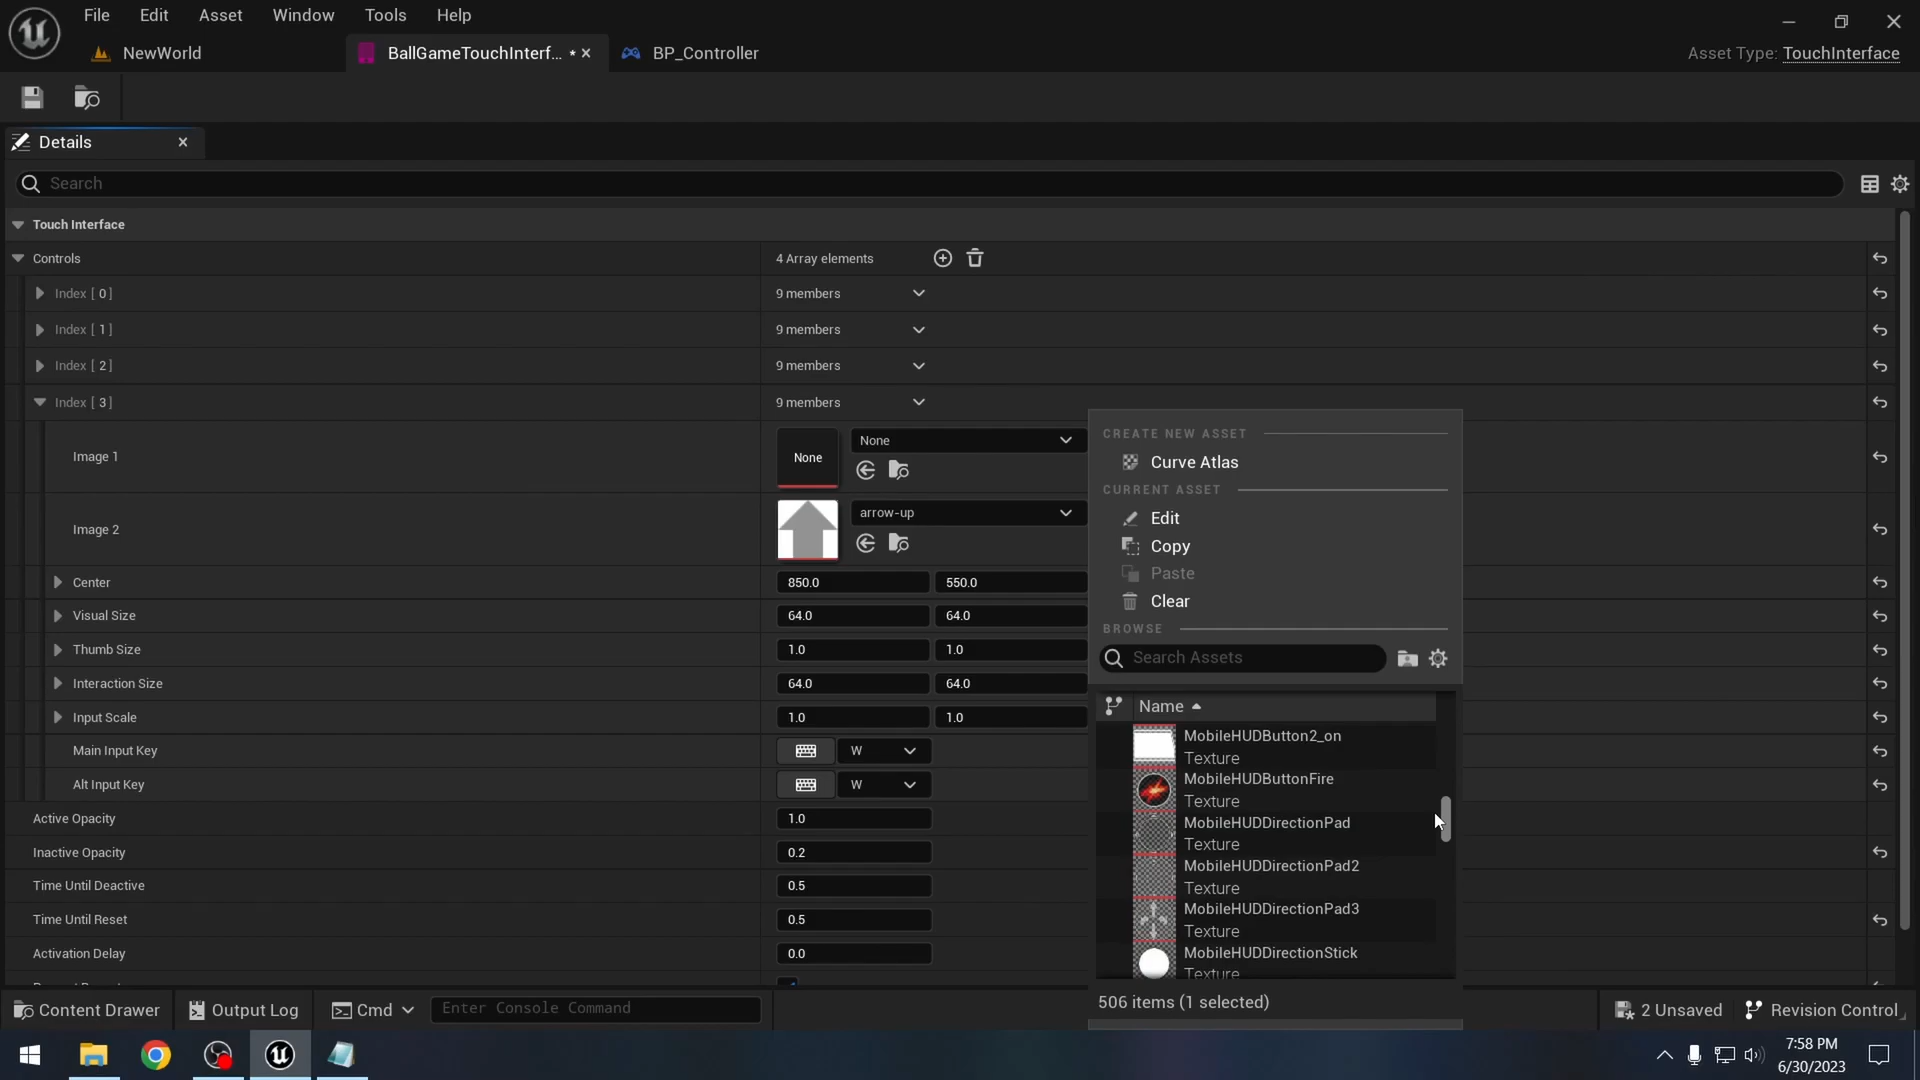 File Edit Asset Window Tools Help
NewWorld BallGameTouchInterf... * BP_Controller Asset Type: TouchInterface
Details
Search
Touch Interface
Controls 4 Array elements
Index [ 0 ] 9 members
Index [ 1 ] 9 members
Index [ 2 ] 9 members
Index [ 3 ] 9 members
Image 1 None None
Image 2 arrow-up
Center 850.0 550.0
Visual Size 64.0 64.0
Thumb Size 1.0 1.0
Interaction Size 64.0 64.0
Input Scale 1.0 1.0
Main Input Key W
Alt Input Key W
Active Opacity 1.0
Inactive Opacity 0.2
Time Until Deactive 0.5
Time Until Reset 0.5
Activation Delay 0.0
CREATE NEW ASSET
Curve Atlas
CURRENT ASSET
Edit
Copy
Paste
Clear
BROWSE
Search Assets
Name
MobileHUDButton2_on
Texture
MobileHUDButtonFire
Texture
MobileHUDDirectionPad
Texture
MobileHUDDirectionPad2
Texture
MobileHUDDirectionPad3
Texture
MobileHUDDirectionStick
Texture
506 items (1 selected)
Content Drawer Output Log Cmd Enter Console Command 2 Unsaved Revision Control
7:58 PM
6/30/2023